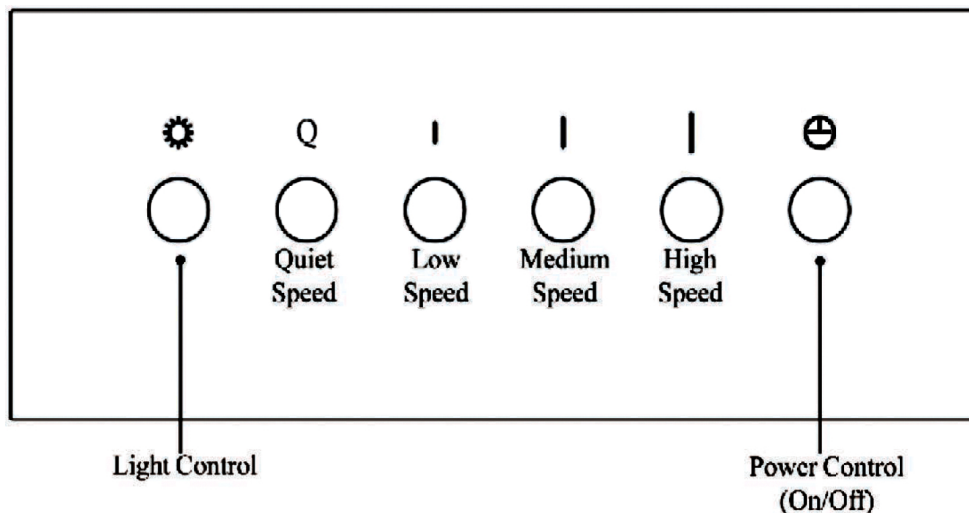 Q
Quiet Low Medium High
Speed Speed Speed Speed
Light Control Power Control
(On/Off)